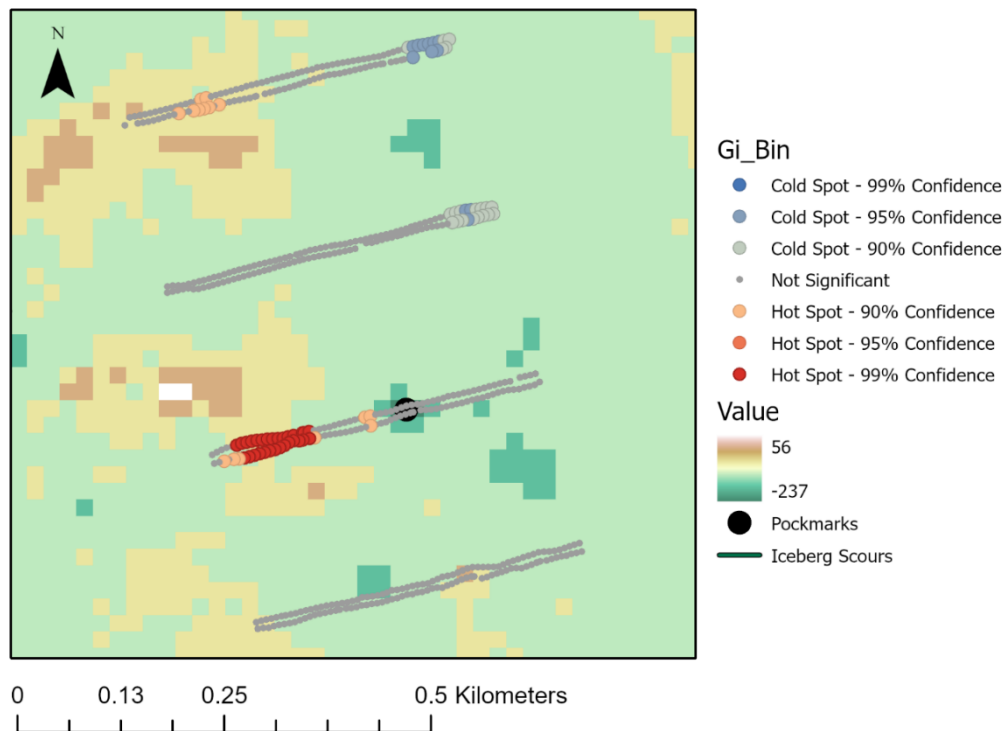 N
Gi_Bin
Cold Spot - 99% Confidence
Cold Spot - 95% Confidence
Cold Spot - 90% Confidence
Not Significant
Hot Spot - 90% Confidence
Hot Spot - 95% Confidence
Hot Spot - 99% Confidence
Value
56
-237
Pockmarks
Iceberg Scours
0 0.13 0.25 0.5 Kilometers